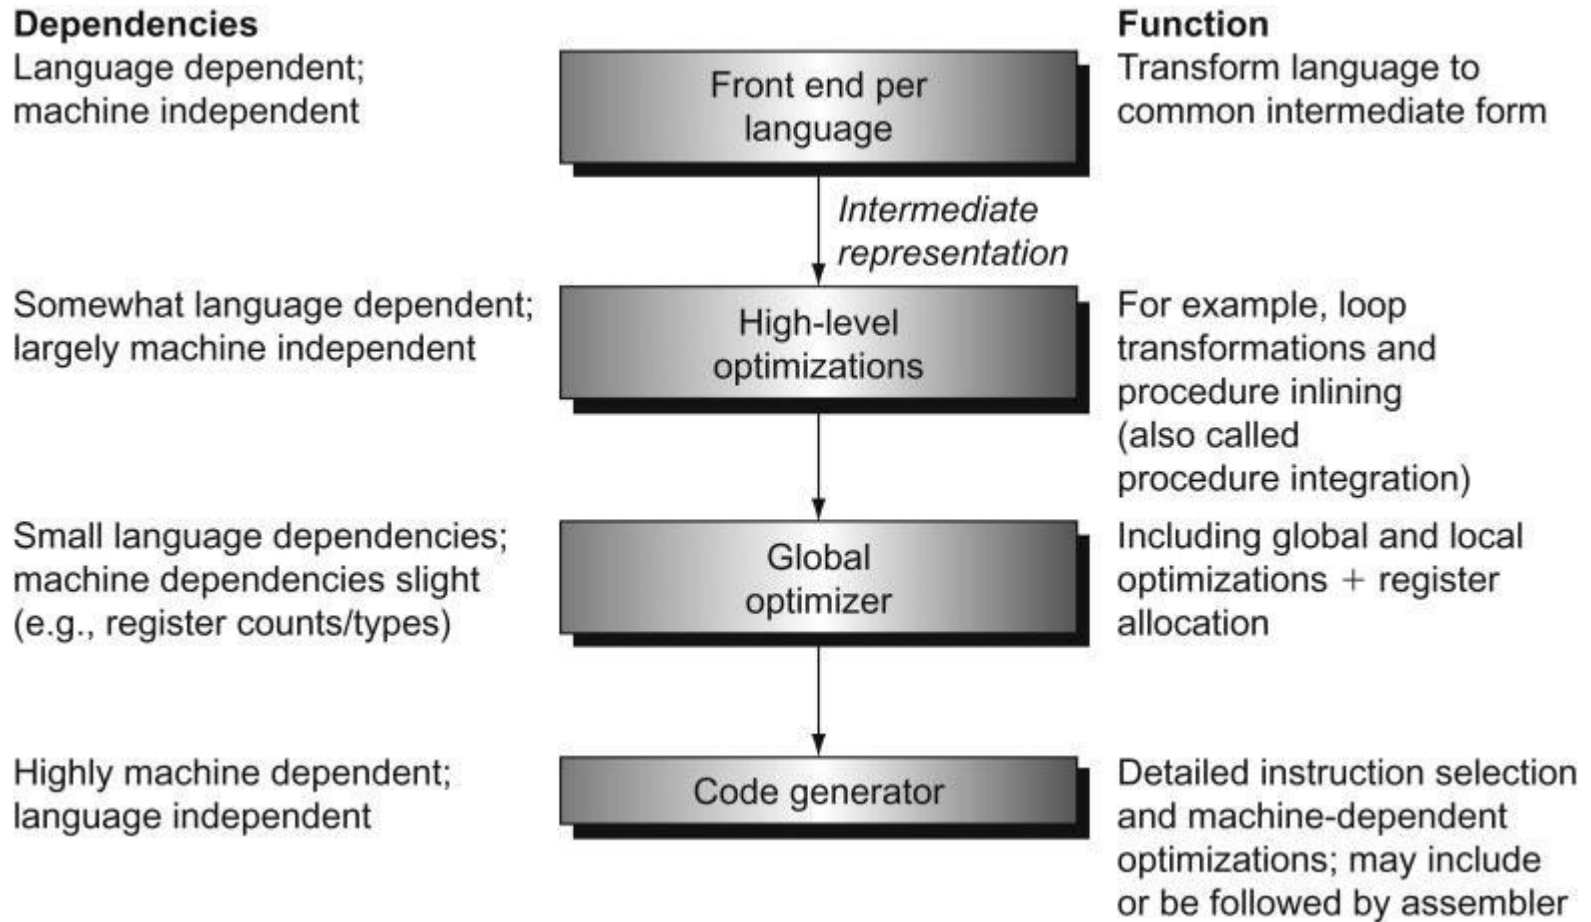 Dependencies
Language dependent;
machine independent
Front end per
language
Function
Transform language to
common intermediate form
Intermediate
representation
Somewhat language dependent;
largely machine independent
High-level
optimizations
For example, loop
transformations and
procedure inlining
(also called
procedure integration)
Small language dependencies;
machine dependencies slight
(e.g., register counts/types)
Global
optimizer
Including global and local
optimizations + register
allocation
Highly machine dependent;
language independent
Code generator
Detailed instruction selection
and machine-dependent
optimizations; may include
or be followed by assembler